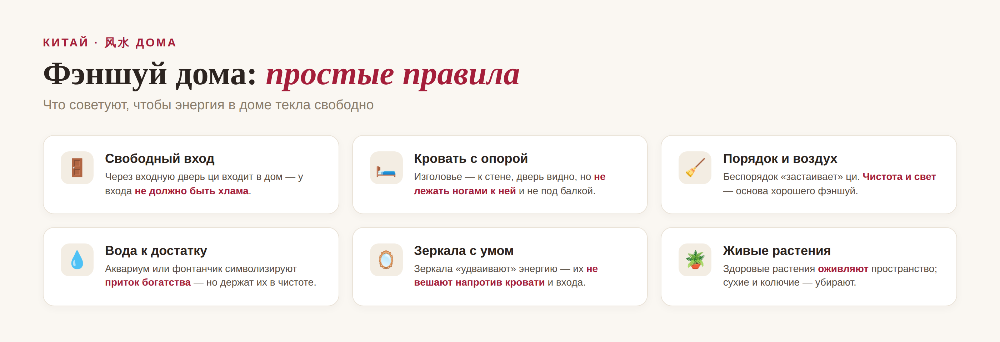 КИТАЙ · 风水 ДОМА
Фэншуй дома: простые правила
Что советуют, чтобы энергия в доме текла свободно
Свободный вход
Через входную дверь ци входит в дом — у
входа не должно быть хлама.
Кровать с опорой
Изголовье — к стене, дверь видно, но не
лежать ногами к ней и не под балкой.
Порядок и воздух
Беспорядок «застаивает» ци. Чистота и свет
— основа хорошего фэншуй.
Вода к достатку
Аквариум или фонтанчик символизируют
приток богатства — но держат их в чистоте.
Зеркала с умом
Зеркала «удваивают» энергию — их не
вешают напротив кровати и входа.
Живые растения
Здоровые растения оживляют пространство;
сухие и колючие — убирают.